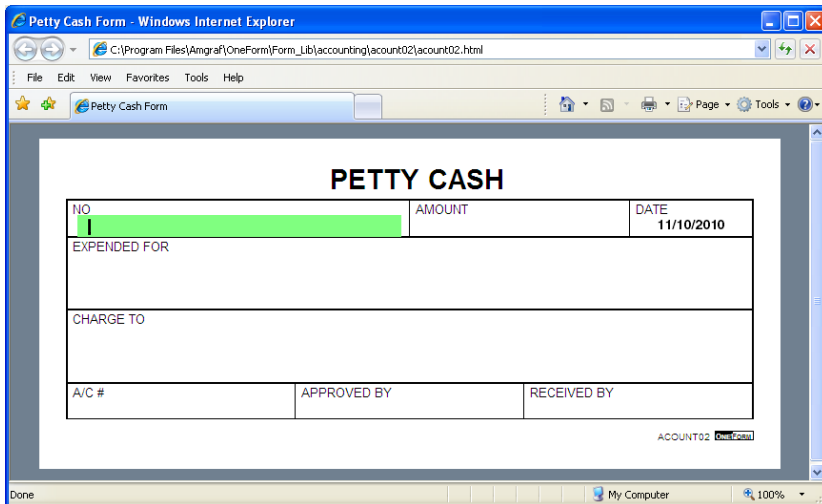 Petty Cash Form - Windows Internet Explorer
C:\Program Files\Amgraf\OneForm\Form_Lib\accounting\acount02\acount02.html
File Edit View Favorites Tools Help
Petty Cash Form Page Tools
PETTY CASH
NO AMOUNT DATE
11/10/2010
EXPENDED FOR
CHARGE TO
A/C # APPROVED BY RECEIVED BY
ACOUNT02 ONEFORM
Done My Computer 100%